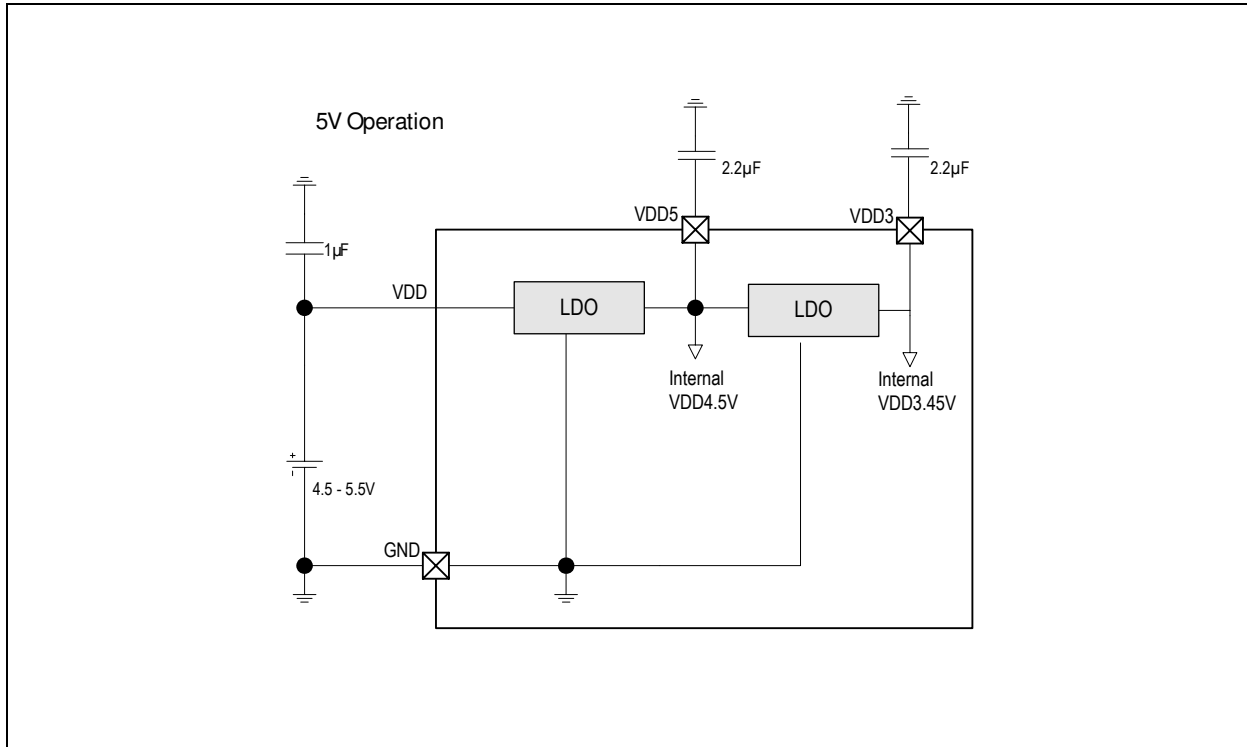 5V Operation
2.2µF
2.2µF
VDD5
VDD3
1µF
VDD
LDO
LDO
Internal
VDD4.5V
Internal
VDD3.45V
+
-
4.5 - 5.5V
GND